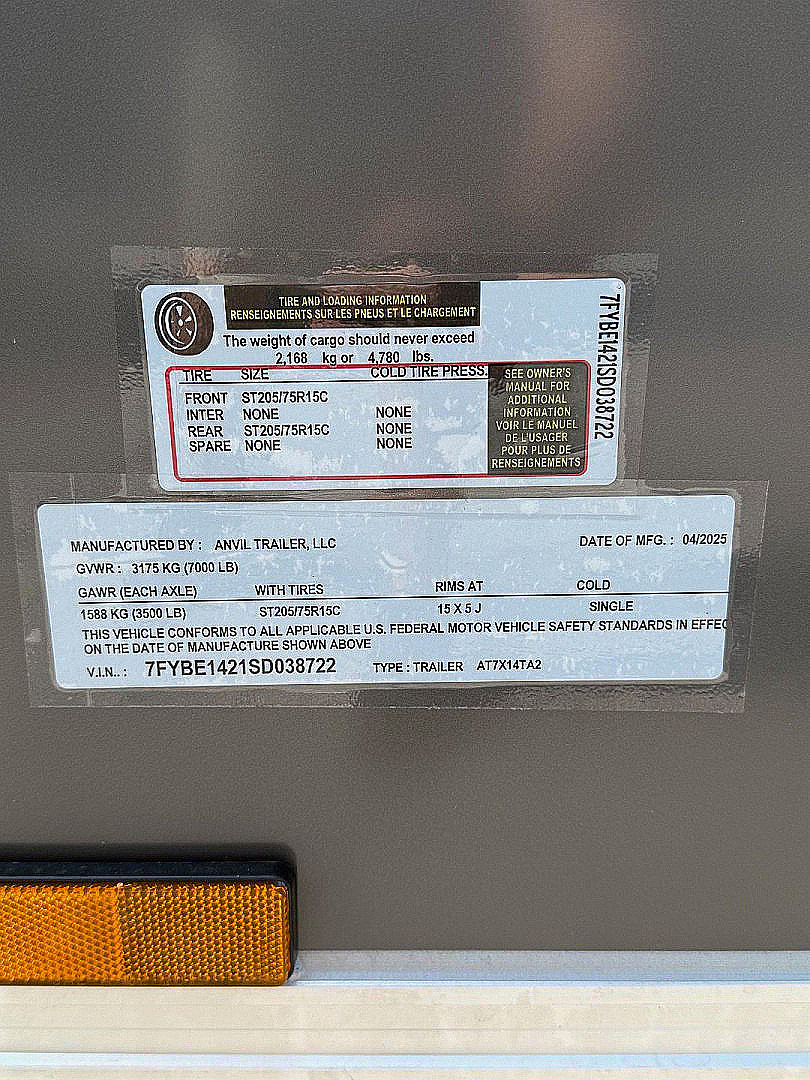 TIRE AND LOADING INFORMATION
RENSEIGNEMENTS SUR LES PNEUS ET LE CHARGEMENT
The weight of cargo should never exceed
2,168 kg or 4,780 lbs.
TIRE SIZE COLD TIRE PRESS.
FRONT ST205/75R15C
INTER NONE NONE
REAR ST205/75R15C NONE
SPARE NONE NONE
SEE OWNER'S
MANUAL FOR
ADDITIONAL
INFORMATION
VOIR LE MANUEL
DE L'USAGER
POUR PLUS DE
RENSEIGNEMENTS
7FYBE1421SD038722
MANUFACTURED BY : ANVIL TRAILER, LLC DATE OF MFG. : 04/2025
GVWR : 3175 KG (7000 LB)
GAWR (EACH AXLE) WITH TIRES RIMS AT COLD
1588 KG (3500 LB) ST205/75R15C 15 X 5 J SINGLE
THIS VEHICLE CONFORMS TO ALL APPLICABLE U.S. FEDERAL MOTOR VEHICLE SAFETY STANDARDS IN EFFEC
ON THE DATE OF MANUFACTURE SHOWN ABOVE
V.I.N.. : 7FYBE1421SD038722 TYPE : TRAILER AT7X14TA2